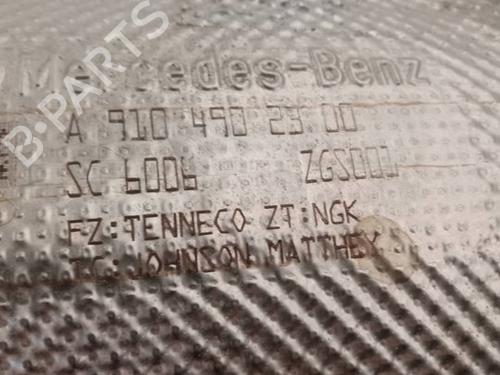 B-PARTS
Mercedes-Benz
A 910 490 23 00
SC 6006 ZGS001
FZ:TENNECO ZT:NGK
TC:JOHNSON MATTHEY